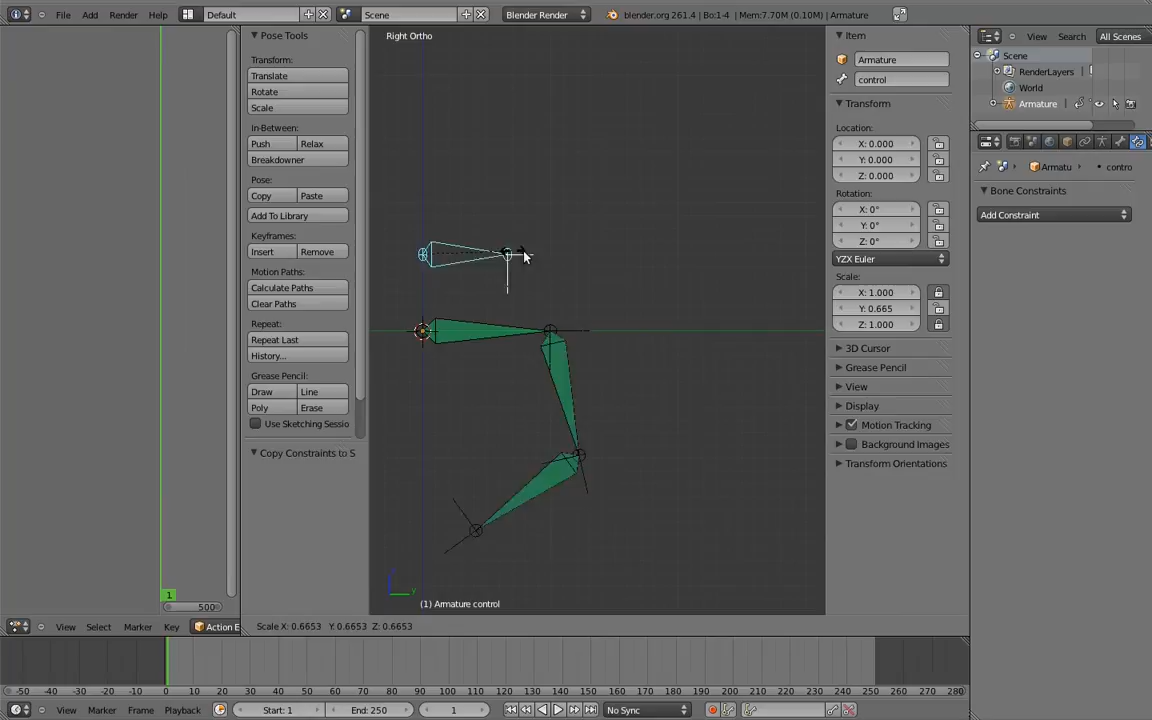 File Add Render Help Default Scene Blender Render blender.org 261.4 | Bo:1-4 | Mem:7.70M (0.10M) | Armature
Pose Tools
Transform:
Translate
Rotate
Scale
In-Between:
Push Relax
Breakdowner
Pose:
Copy Paste
Add To Library
Keyframes:
Insert Remove
Motion Paths:
Calculate Paths
Clear Paths
Repeat:
Repeat Last
History...
Grease Pencil:
Draw Line
Poly Erase
Use Sketching Sessio
Copy Constraints to S
Right Ortho
y
(1) Armature control
Item
Armature
control
Transform
Location:
X: 0.000
Y: 0.000
Z: 0.000
Rotation:
X: 0°
Y: 0°
Z: 0°
YZX Euler
Scale:
X: 1.000
Y: 0.665
Z: 1.000
3D Cursor
Grease Pencil
View
Display
Motion Tracking
Background Images
Transform Orientations
View Search All Scenes
Scene
RenderLayers
World
Armature
Armatu contro
Bone Constraints
Add Constraint
1
500
View Select Marker Key Action E Scale X: 0.6653 Y: 0.6653 Z: 0.6653
-50 -40 -30 -20 -10 0 10 20 30 40 50 60 70 80 90 100 110 120 130 140 150 160 170 180 190 200 210 220 230 240 250 260 270 280
View Marker Frame Playback Start: 1 End: 250 1 No Sync